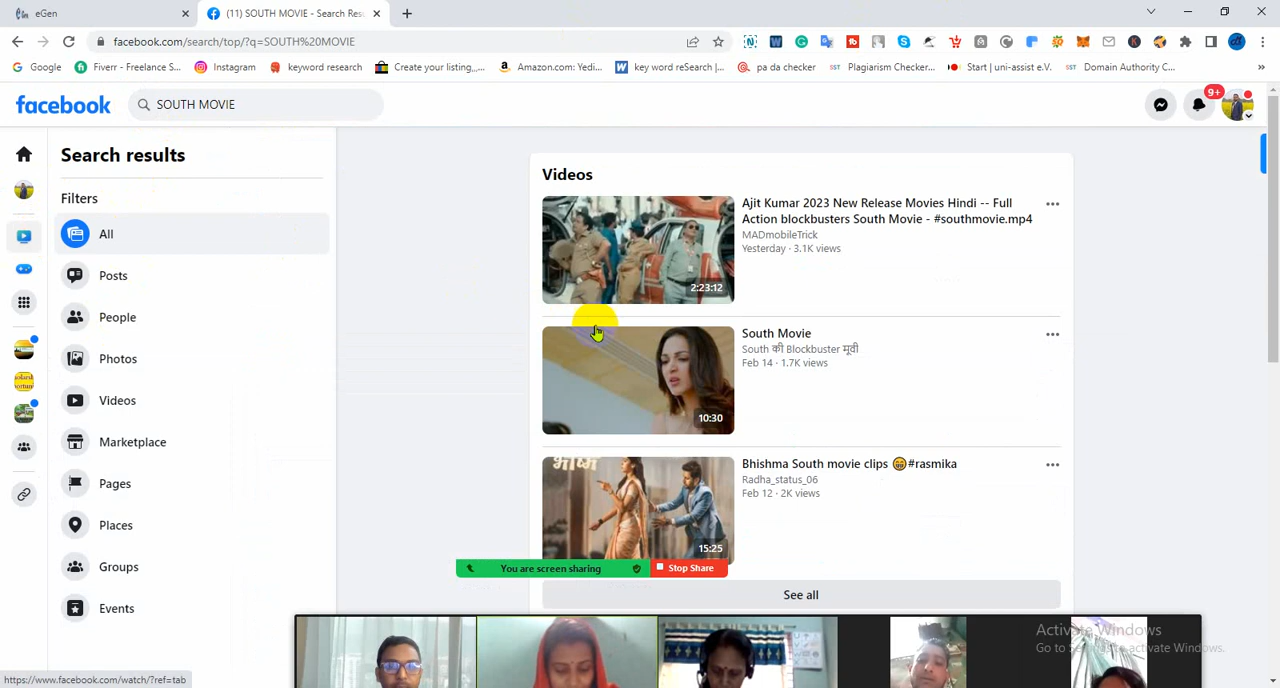 eGen
(11) SOUTH MOVIE - Search Res
facebook.com/search/top/?q=SOUTH%20MOVIE
Google
Fiverr - Freelance S...
Instagram
keyword research
Create your listing,...
Amazon.com: Yedi...
key word reSearch |...
pa da checker
Plagiarism Checker...
Start | uni-assist e.V.
Domain Authority C...
facebook
SOUTH MOVIE
9+
Search results
Filters
All
Posts
People
Photos
Videos
Marketplace
Pages
Places
Groups
Events
Videos
Ajit Kumar 2023 New Release Movies Hindi -- Full
Action blockbusters South Movie - #southmovie.mp4
MADmobileTrick
Yesterday · 3.1K views
2:23:12
South Movie
South की Blockbuster मूवी
Feb 14 · 1.7K views
10:30
Bhishma South movie clips 😁#rasmika
Radha_status_06
Feb 12 · 2K views
भीष्म
15:25
You are screen sharing
Stop Share
See all
Activate Windows
Go to Settings to activate Windows.
https://www.facebook.com/watch/?ref=tab